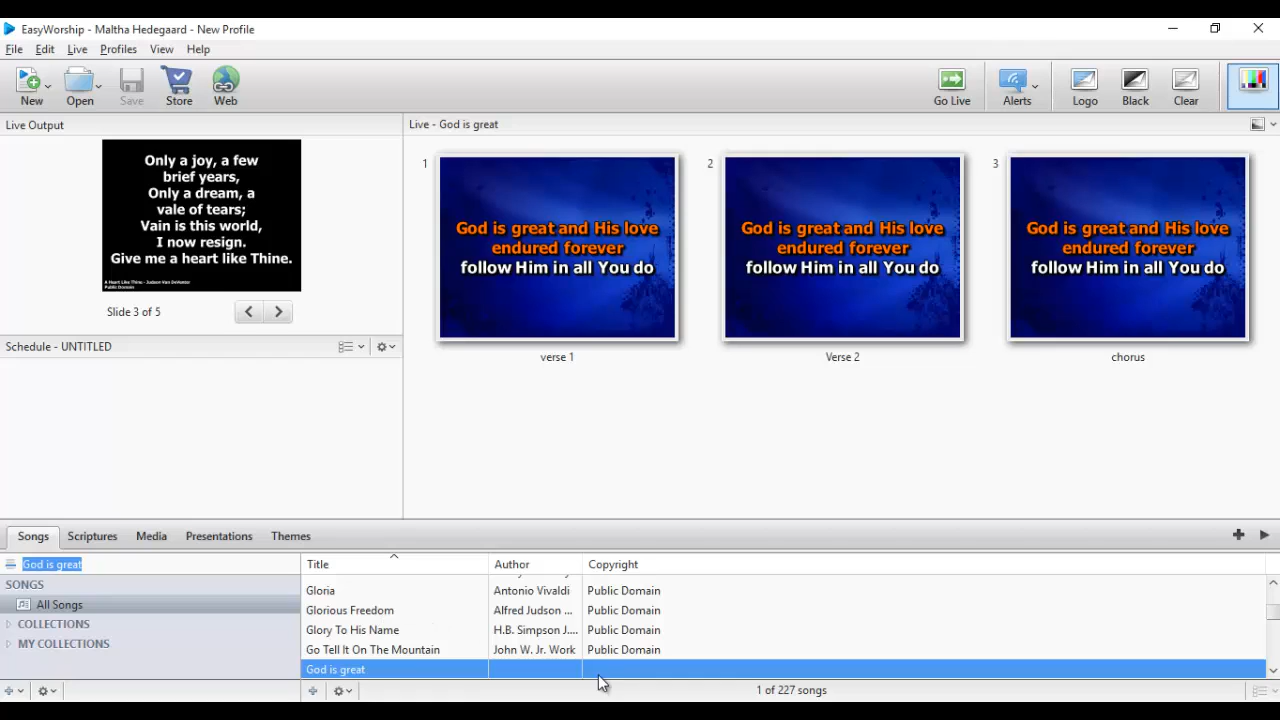 EasyWorship - Maltha Hedegaard - New Profile
File Edit Live Profiles View Help
New Open Save Store Web Go Live Alerts Logo Black Clear
Live Output
Only a joy, a few
brief years,
Only a dream, a
vale of tears;
Vain is this world,
I now resign.
Give me a heart like Thine.
A Heart Like Thine - Judson Van DeVenter
Public Domain
Slide 3 of 5
Schedule - UNTITLED
Live - God is great
1
God is great and His love
endured forever
follow Him in all You do
verse 1
2
God is great and His love
endured forever
follow Him in all You do
Verse 2
3
God is great and His love
endured forever
follow Him in all You do
chorus
Songs Scriptures Media Presentations Themes
God is great
SONGS
All Songs
COLLECTIONS
MY COLLECTIONS
Title Author Copyright
Gloria Antonio Vivaldi Public Domain
Glorious Freedom Alfred Judson ... Public Domain
Glory To His Name H.B. Simpson J.... Public Domain
Go Tell It On The Mountain John W. Jr. Work Public Domain
God is great
1 of 227 songs